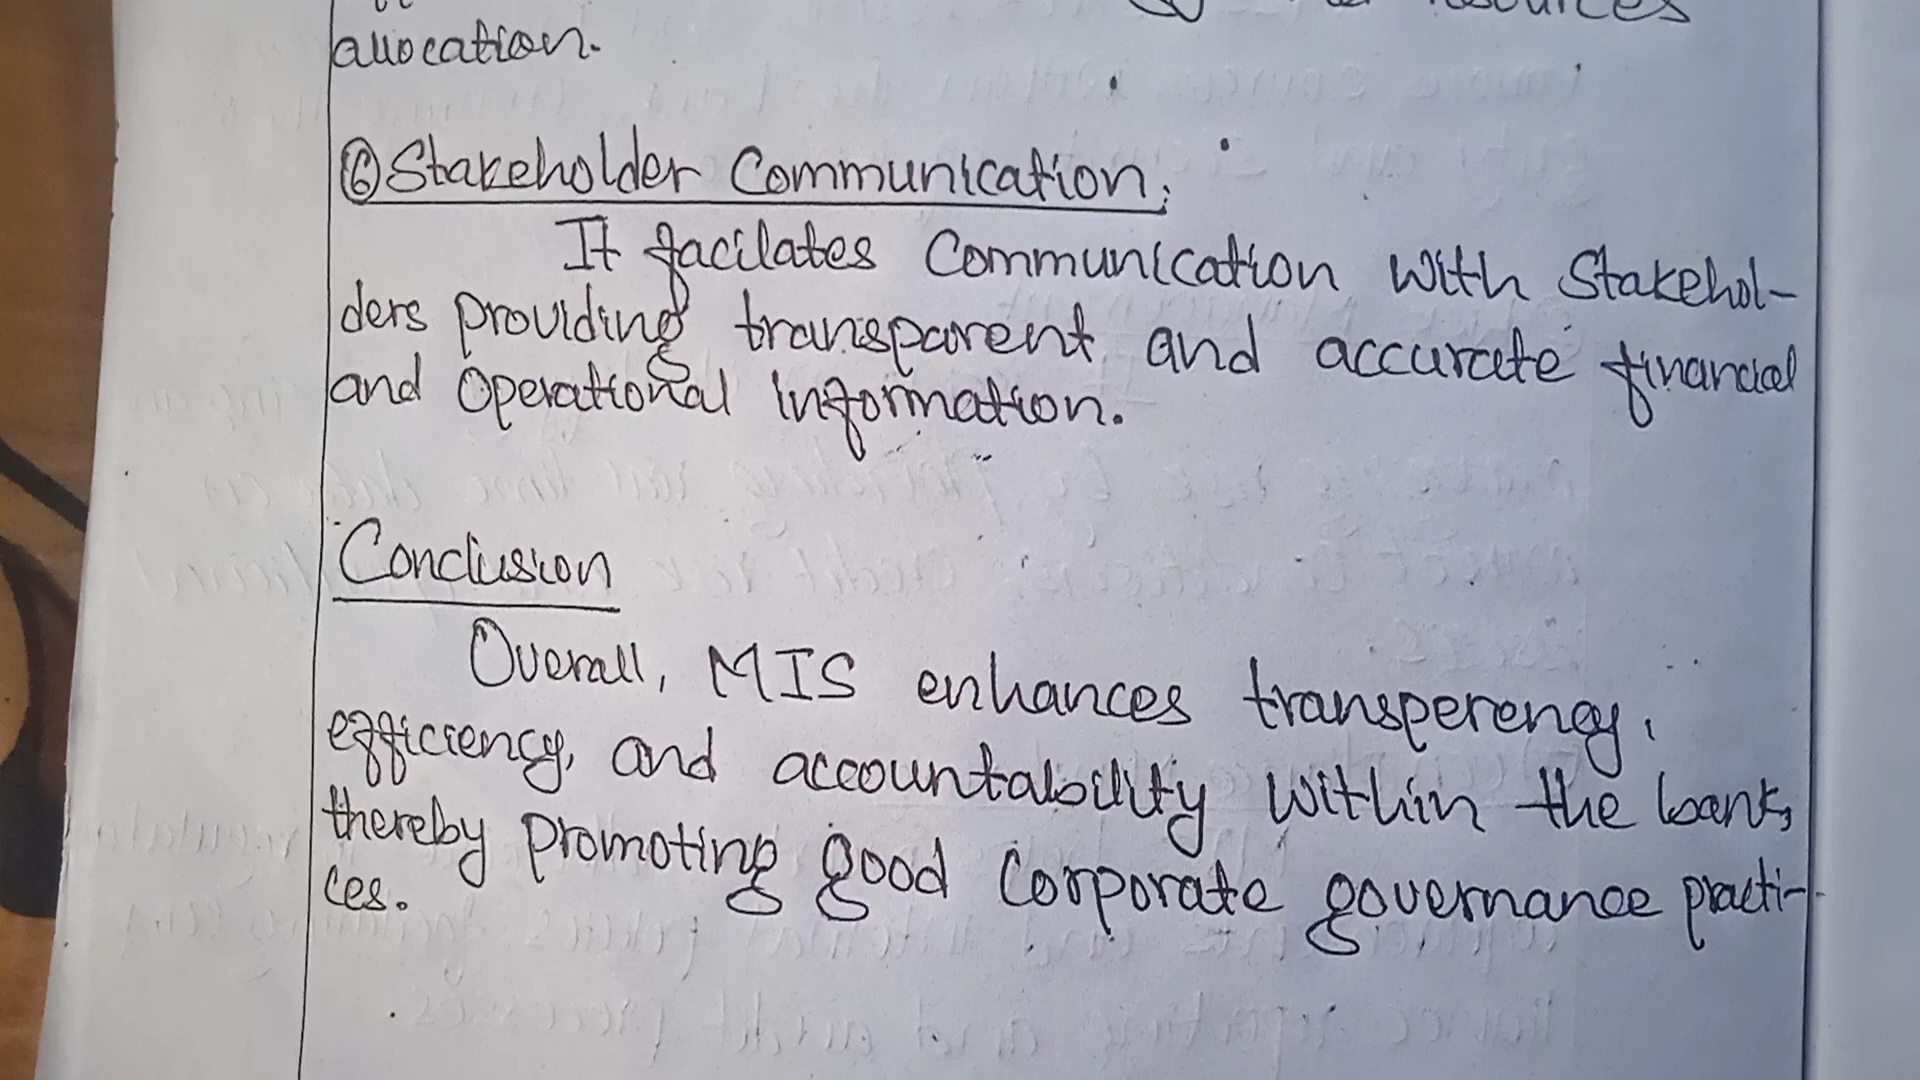 resources
allocation.
⑥ Stakeholder Communication:
It facilates Communication with Stakehol-
ders providing transparent and accurate financial
and Operational Information.
Conclusion
Overall, MIS enhances transperency,
efficiency, and accountability within the bank,
thereby promoting good Corporate governance practi-
ces.